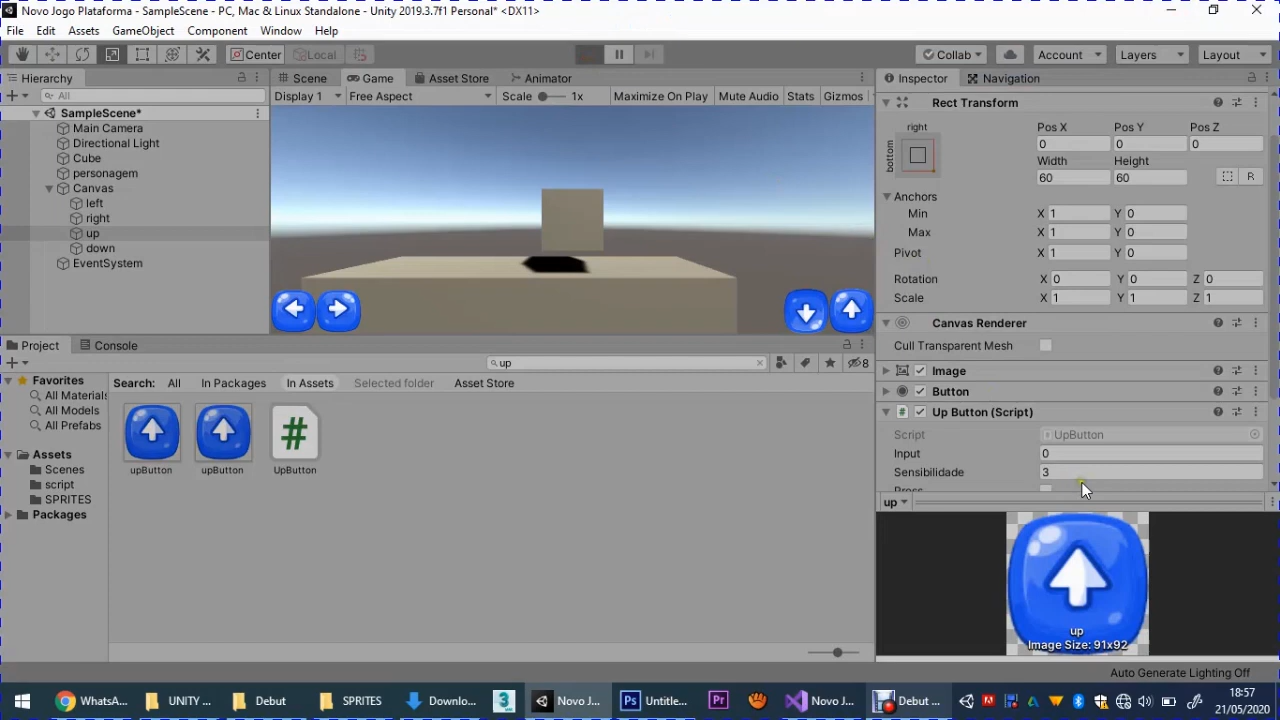 Novo Jogo Plataforma - SampleScene - PC, Mac & Linux Standalone - Unity 2019.3.7f1 Personal* <DX11>
File Edit Assets GameObject Component Window Help
Center Local Collab Account Layers Layout
Hierarchy
All
SampleScene*
Main Camera
Directional Light
Cube
personagem
Canvas
left
right
up
down
EventSystem
Scene Game Asset Store Animator
Display 1 Free Aspect Scale 1x Maximize On Play Mute Audio Stats Gizmos
Inspector Navigation
Rect Transform
right
bottom
Pos X Pos Y Pos Z
0 0 0
Width Height
60 60 R
Anchors
Min X 1 Y 0
Max X 1 Y 0
Pivot X 1 Y 0
Rotation X 0 Y 0 Z 0
Scale X 1 Y 1 Z 1
Canvas Renderer
Cull Transparent Mesh
Image
Button
# Up Button (Script)
Script # UpButton
Input 0
Sensibilidade 3
Press
up
up
Image Size: 91x92
Project Console
up 8
Search: All In Packages In Assets Selected folder Asset Store
Favorites
All Materials
All Models
All Prefabs
Assets
Scenes
script
SPRITES
Packages
#
upButton upButton UpButton
Auto Generate Lighting Off
WhatsA... UNITY ... Debut SPRITES Downlo... 3 Novo J... Ps Untitle... Pr Novo J... Debut ...
18:57
21/05/2020